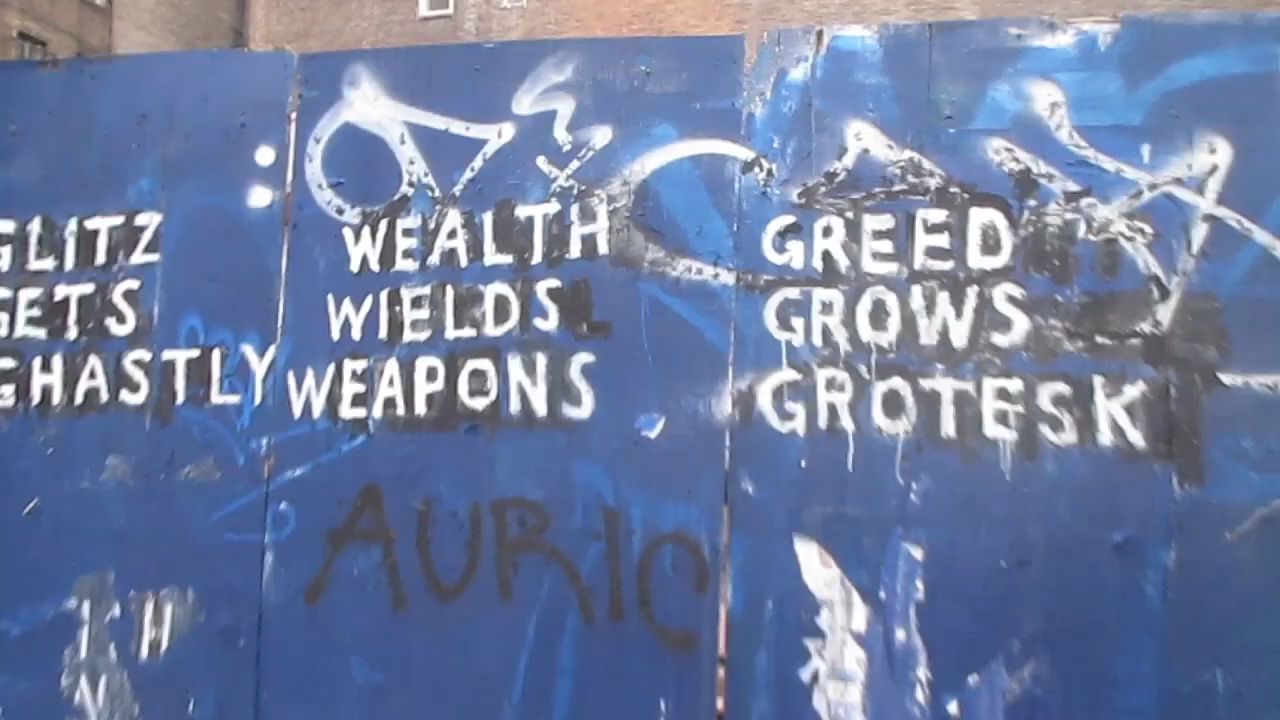 GLITZ
GETS
GHASTLY
WEALTH
WIELDS
WEAPONS
GREED
GROWS
GROTESK
AURIC